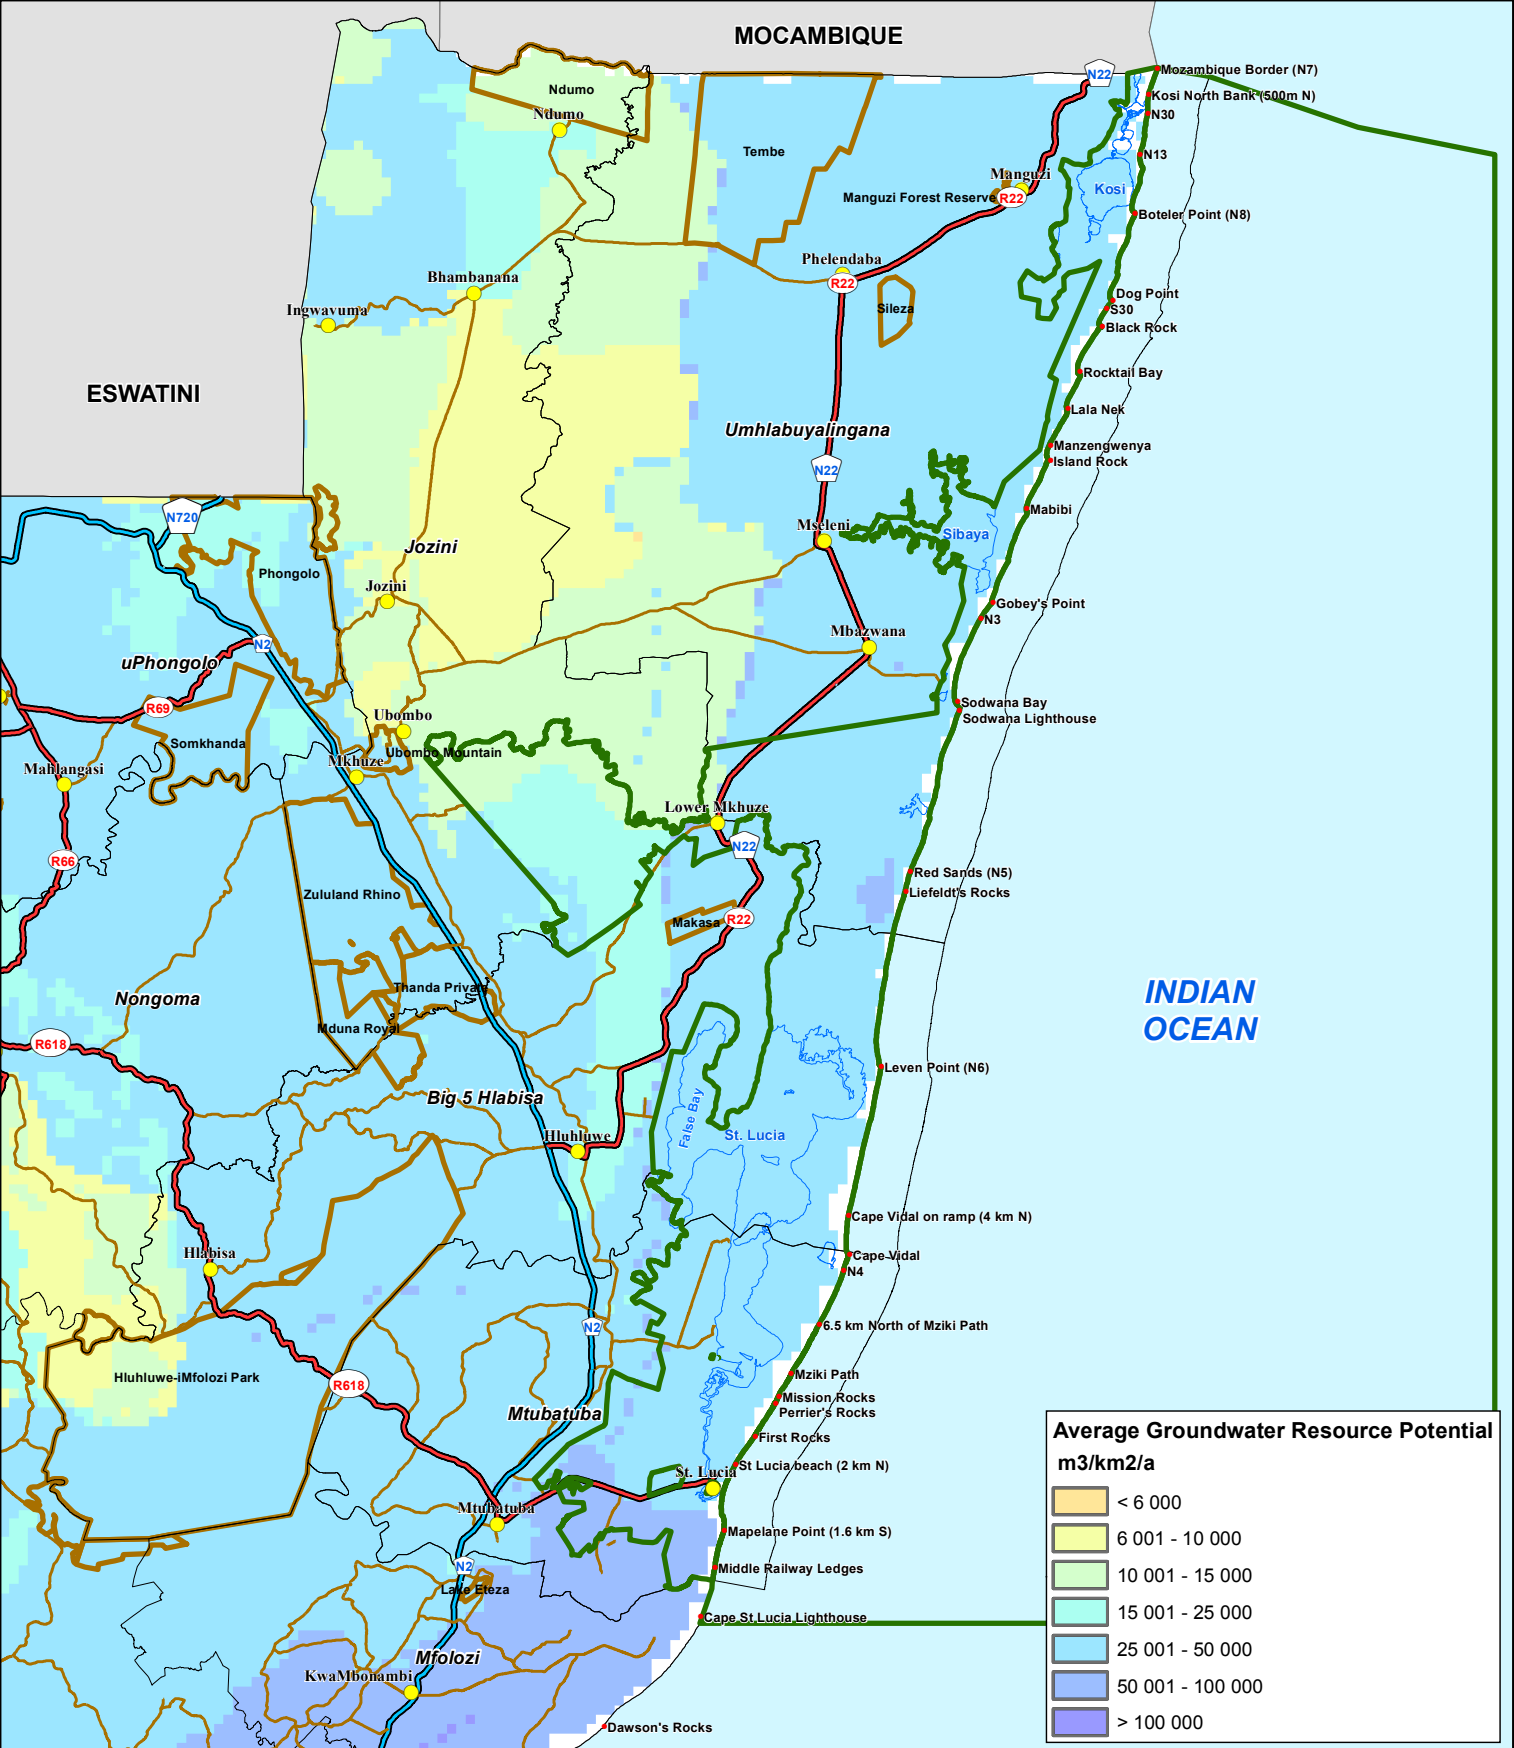 MOCAMBIQUE
N22
Mozambique Border (N7)
Ndumo
Kosi North Bank (500m N)
Ndumo
N30
Tembe
N13
Manguzi
Kosi
Manguzi Forest Reserve
R22
Boteler Point (N8)
Phelendaba
Bhambanana
R22
Dog Point
Ingwavuma
Sileza
S30
Black Rock
Rocktail Bay
ESWATINI
Lala Nek
Umhlabuyalingana
Manzengwenya
Island Rock
N22
Mabibi
N720
Mseleni
Sibaya
Jozini
Phongolo
Jozini
Gobey's Point
N3
N2
Mbazwana
uPhongolo
Sodwana Bay
R69
Ubombo
Sodwana Lighthouse
Somkhanda
Ubombo Mountain
Mahlangasi
Mkhuze
Lower Mkhuze
N22
R66
Red Sands (N5)
Zululand Rhino
Liefeldt's Rocks
Makasa
R22
Thanda Private
INDIAN
OCEAN
Nongoma
Mduna Royal
R618
Leven Point (N6)
Big 5 Hlabisa
False Bay
Hluhluwe
St. Lucia
Cape Vidal on ramp (4 km N)
Hlabisa
Cape Vidal
N4
N2
6.5 km North of Mziki Path
Hluhluwe-iMfolozi Park
Mziki Path
R618
Mission Rocks
Perrier's Rocks
Mtubatuba
First Rocks
St. Lucia
St Lucia beach (2 km N)
Mtubatuba
Mapelane Point (1.6 km S)
N2
Middle Railway Ledges
Lake Eteza
Cape St Lucia Lighthouse
Mfolozi
KwaMbonambi
Dawson's Rocks
Average Groundwater Resource Potential
m3/km2/a
< 6 000
6 001 - 10 000
10 001 - 15 000
15 001 - 25 000
25 001 - 50 000
50 001 - 100 000
> 100 000